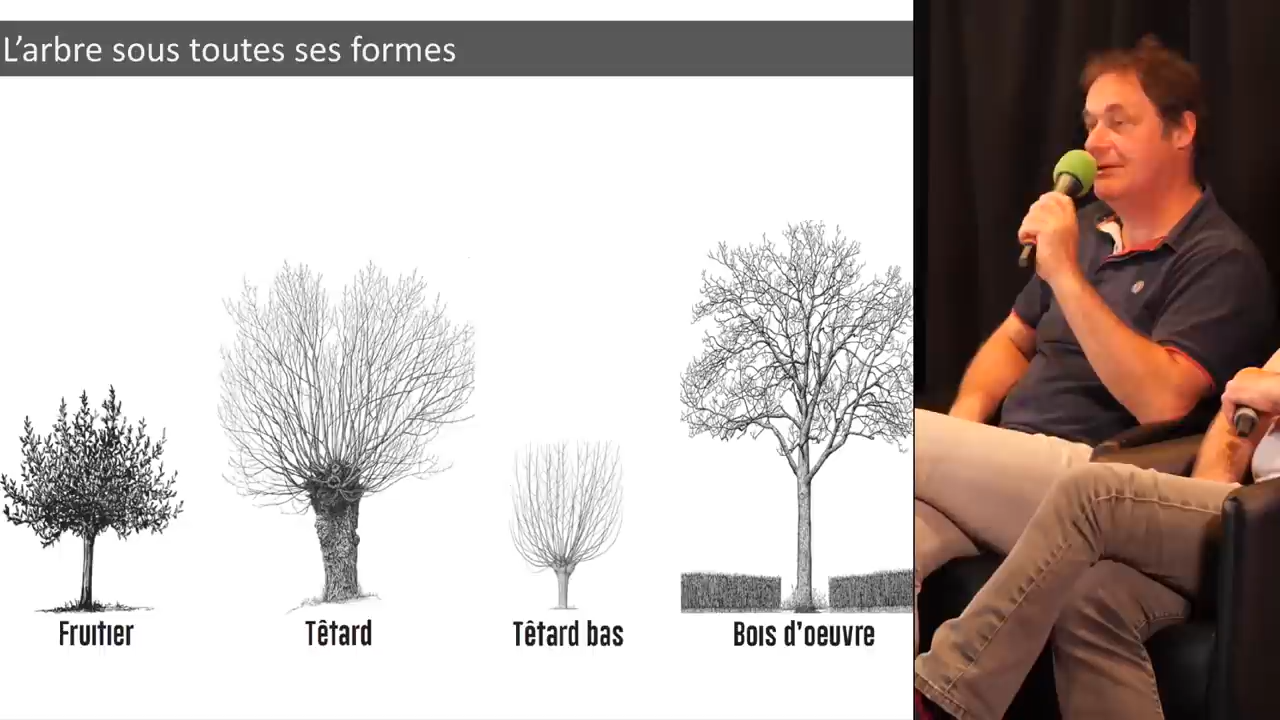 L’arbre sous toutes ses formes
Fruitier
Têtard
Têtard bas
Bois d’oeuvre